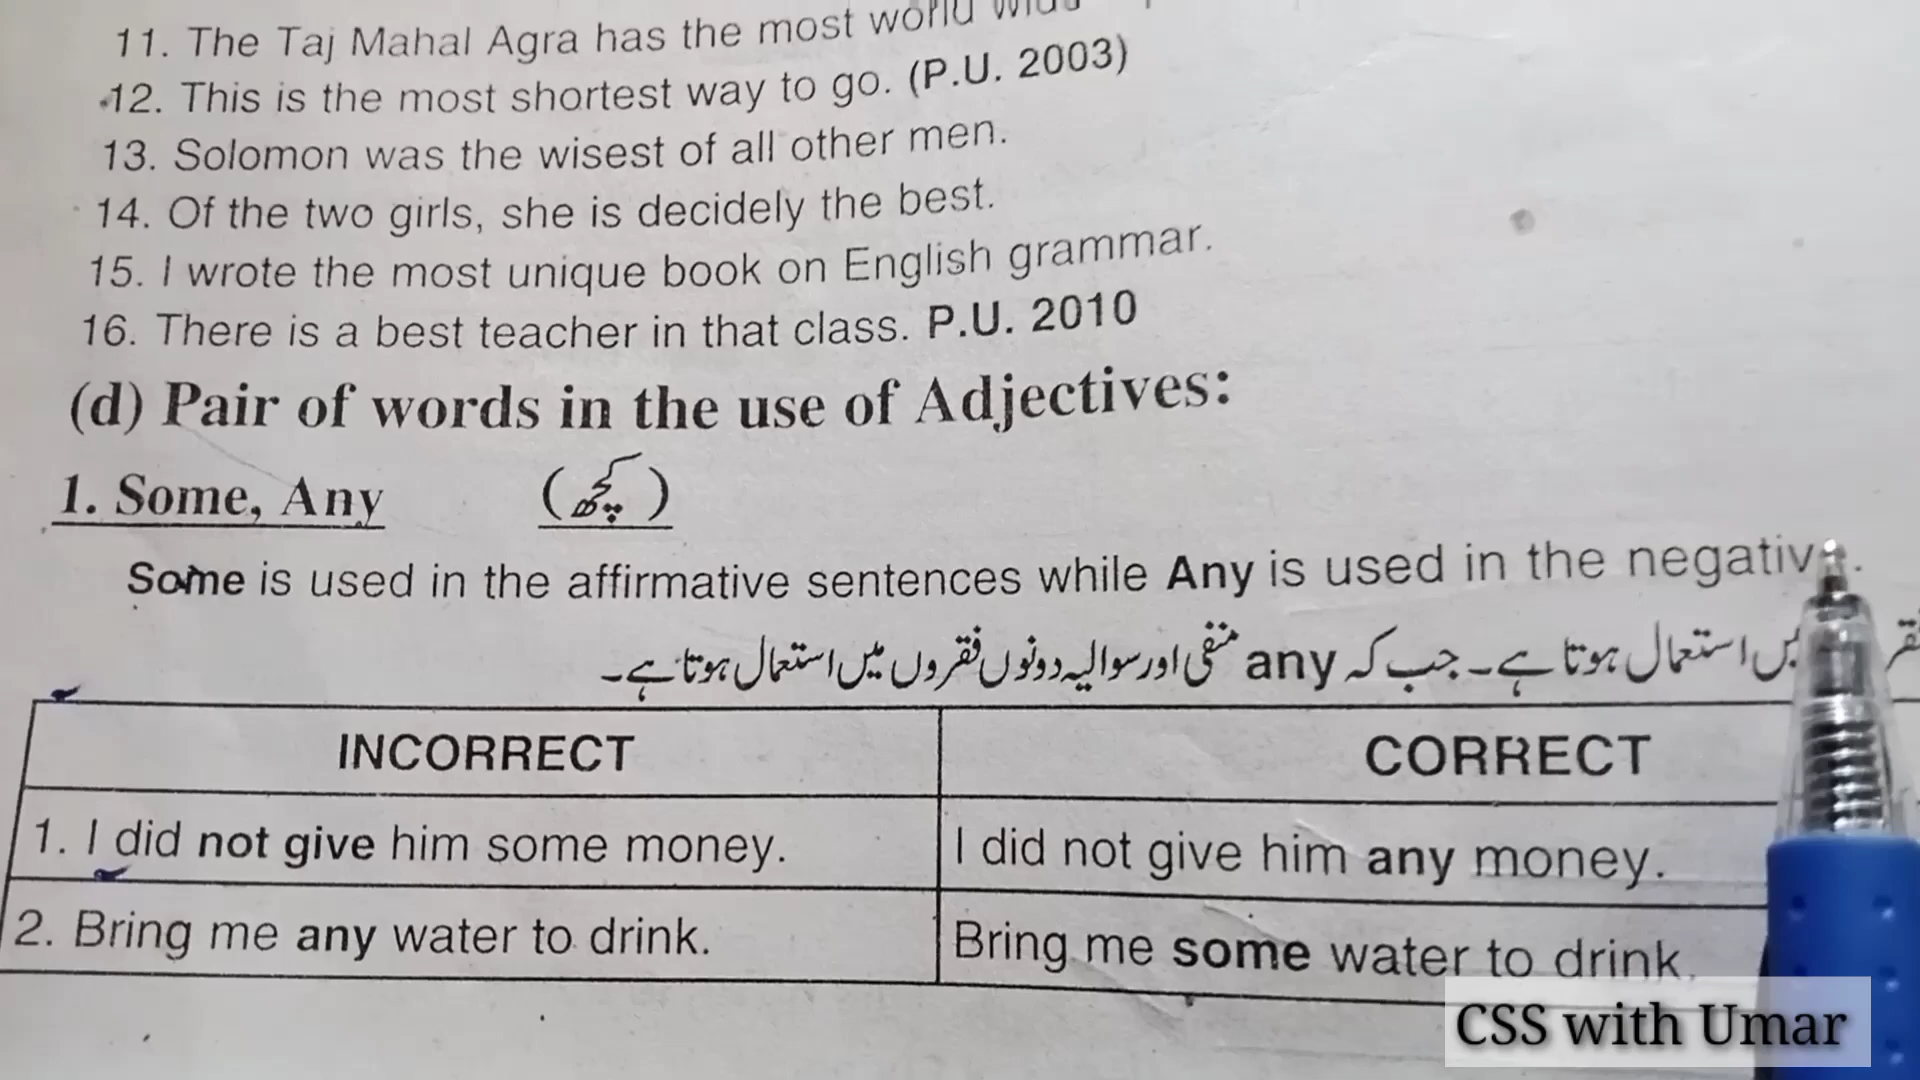 11. The Taj Mahal Agra has the most world
12. This is the most shortest way to go. (P.U. 2003)
13. Solomon was the wisest of all other men.
14. Of the two girls, she is decidely the best.
15. I wrote the most unique book on English grammar.
16. There is a best teacher in that class. P.U. 2010
(d) Pair of words in the use of Adjectives:
1. Some, Any (کچھ)
Some is used in the affirmative sentences while Any is used in the negative.
استعمال ہوتا ہے۔ جب کہ any منفی اور سوالیہ دونوں فقروں میں استعمال ہوتا ہے۔
INCORRECT CORRECT
1. I did not give him some money. I did not give him any money.
2. Bring me any water to drink. Bring me some water to drink.
CSS with Umar